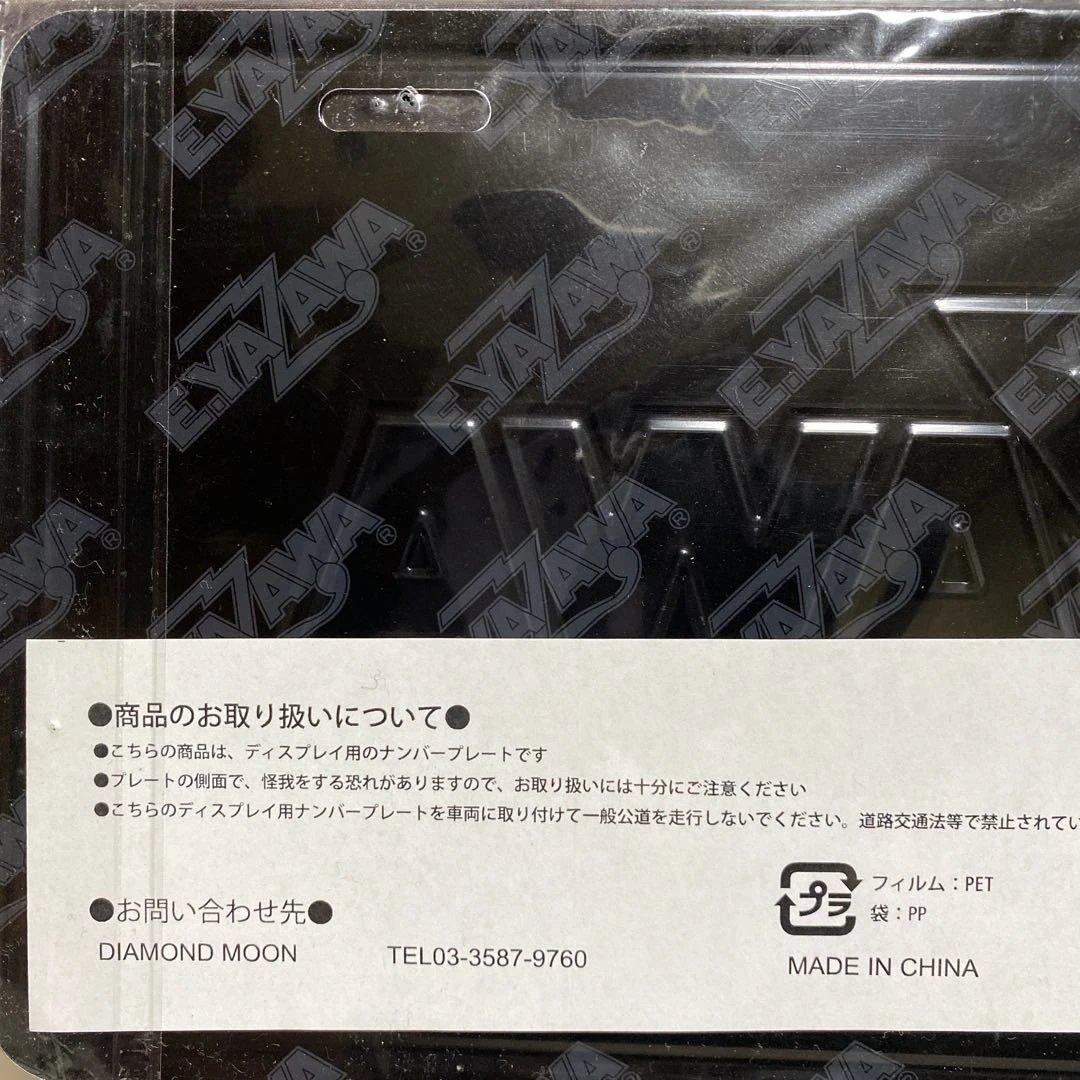 E.YAZAWA
E.YAZAWA
E.YAZAWA®
E.YAZAWA®
E.YAZAWA®
E.YAZAWA®
YAZAWA®
E.YAZAWA®
E.YAZAWA®
●商品のお取り扱いについて●
●こちらの商品は、ディスプレイ用のナンバープレートです
●プレートの側面で、怪我をする恐れがありますので、お取り扱いには十分にご注意ください
●こちらのディスプレイ用ナンバープレートを車両に取り付けて一般公道を走行しないでください。道路交通法等で禁止されてい
プラ
フィルム：PET
袋：PP
●お問い合わせ先●
DIAMOND MOON TEL03-3587-9760
MADE IN CHINA